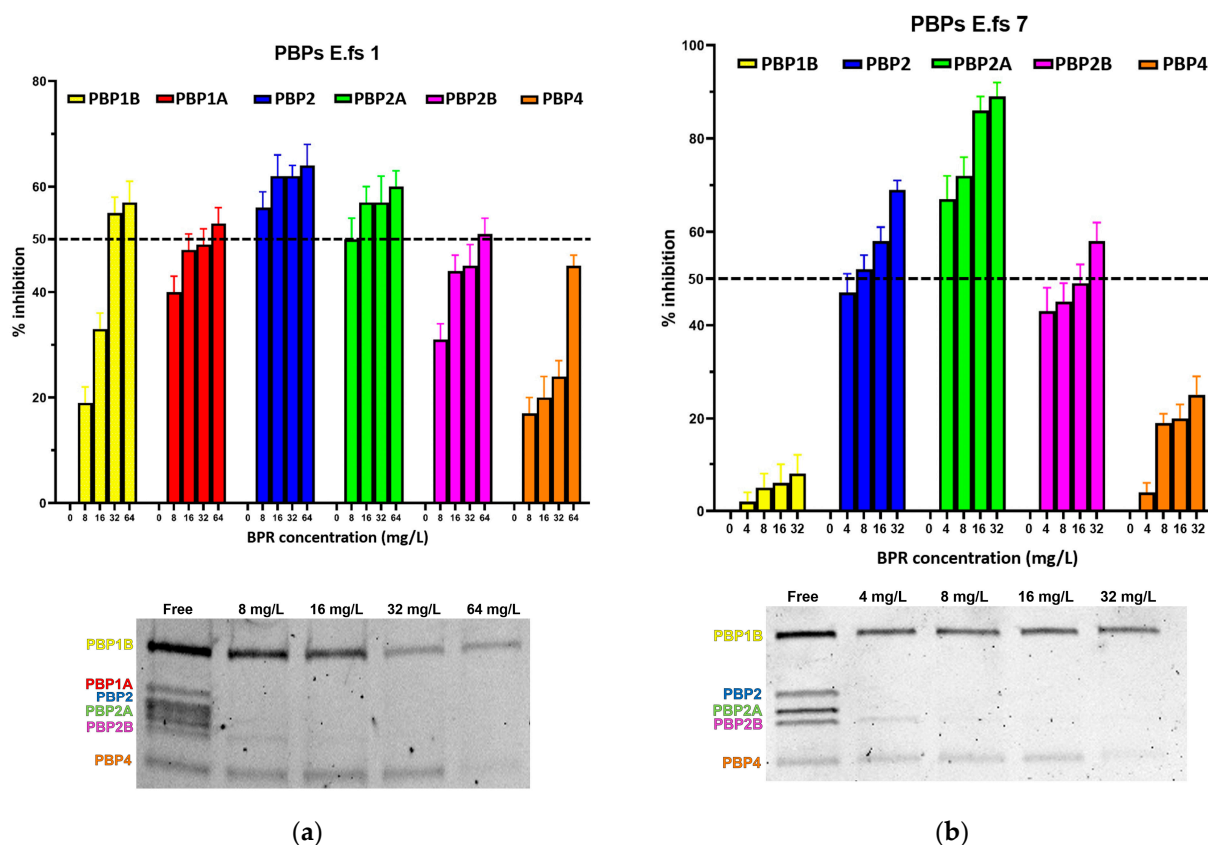 PBPs E.fs 1
80
PBP1B PBP1A PBP2 PBP2A PBP2B PBP4
60
50
40
20
0
% inhibition
0 8 16 32 64 0 8 16 32 64 0 8 16 32 64 0 8 16 32 64 0 8 16 32 64 0 8 16 32 64
BPR concentration (mg/L)
Free 8 mg/L 16 mg/L 32 mg/L 64 mg/L
PBP1B
PBP1A
PBP2
PBP2A
PBP2B
PBP4
(a)
PBPs E.fs 7
100
PBP1B PBP2 PBP2A PBP2B PBP4
90
80
70
60
50
40
30
20
10
0
% inhibition
0 4 8 16 32 0 4 8 16 32 0 4 8 16 32 0 4 8 16 32 0 4 8 16 32
BPR concentration (mg/L)
Free 4 mg/L 8 mg/L 16 mg/L 32 mg/L
PBP1B
PBP2
PBP2A
PBP2B
PBP4
(b)